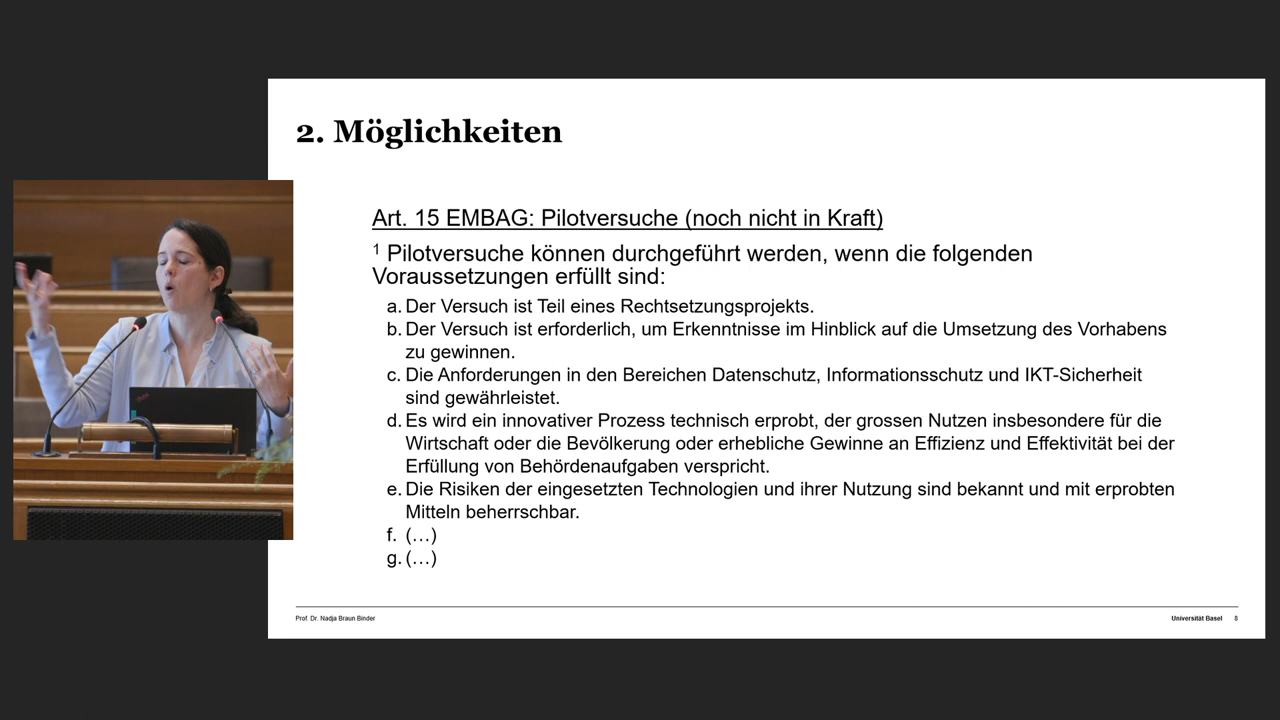 2. Möglichkeiten
Art. 15 EMBAG: Pilotversuche (noch nicht in Kraft)
1 Pilotversuche können durchgeführt werden, wenn die folgenden
Voraussetzungen erfüllt sind:
a. Der Versuch ist Teil eines Rechtsetzungsprojekts.
b. Der Versuch ist erforderlich, um Erkenntnisse im Hinblick auf die Umsetzung des Vorhabens
zu gewinnen.
c. Die Anforderungen in den Bereichen Datenschutz, Informationsschutz und IKT-Sicherheit
sind gewährleistet.
d. Es wird ein innovativer Prozess technisch erprobt, der grossen Nutzen insbesondere für die
Wirtschaft oder die Bevölkerung oder erhebliche Gewinne an Effizienz und Effektivität bei der
Erfüllung von Behördenaufgaben verspricht.
e. Die Risiken der eingesetzten Technologien und ihrer Nutzung sind bekannt und mit erprobten
Mitteln beherrschbar.
f. (…)
g. (…)
Prof. Dr. Nadja Braun Binder
Universität Basel 8